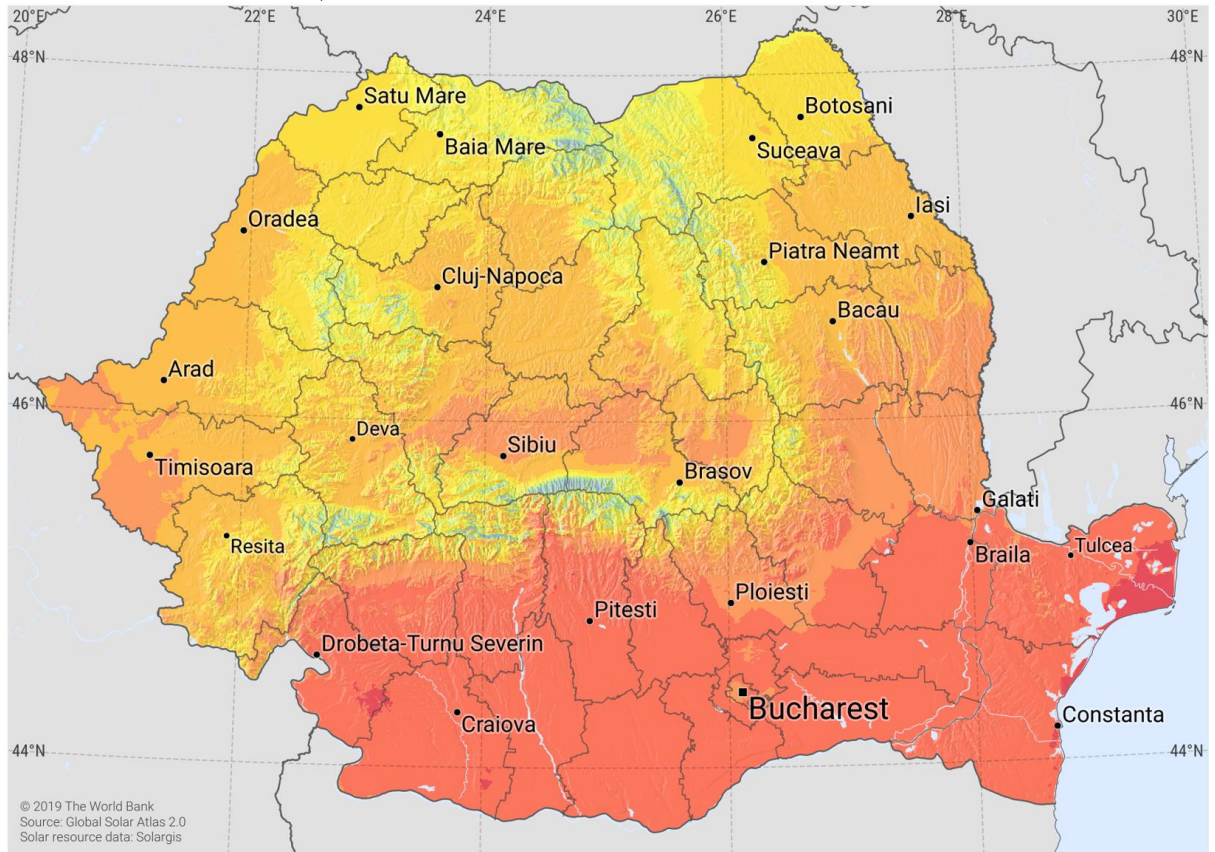 20°E
22°E
24°E
26°E
28°E
30°E
48°N
48°N
Satu Mare
Botosani
Baia Mare
Suceava
Iasi
Oradea
Piatra Neamt
Cluj-Napoca
Bacau
Arad
46°N
46°N
Deva
Sibiu
Timisoara
Brasov
Galati
Resita
Braila
Tulcea
Ploiesti
Pitesti
Drobeta-Turnu Severin
Bucharest
Craiova
Constanta
44°N
44°N
© 2019 The World Bank
Source: Global Solar Atlas 2.0
Solar resource data: Solargis